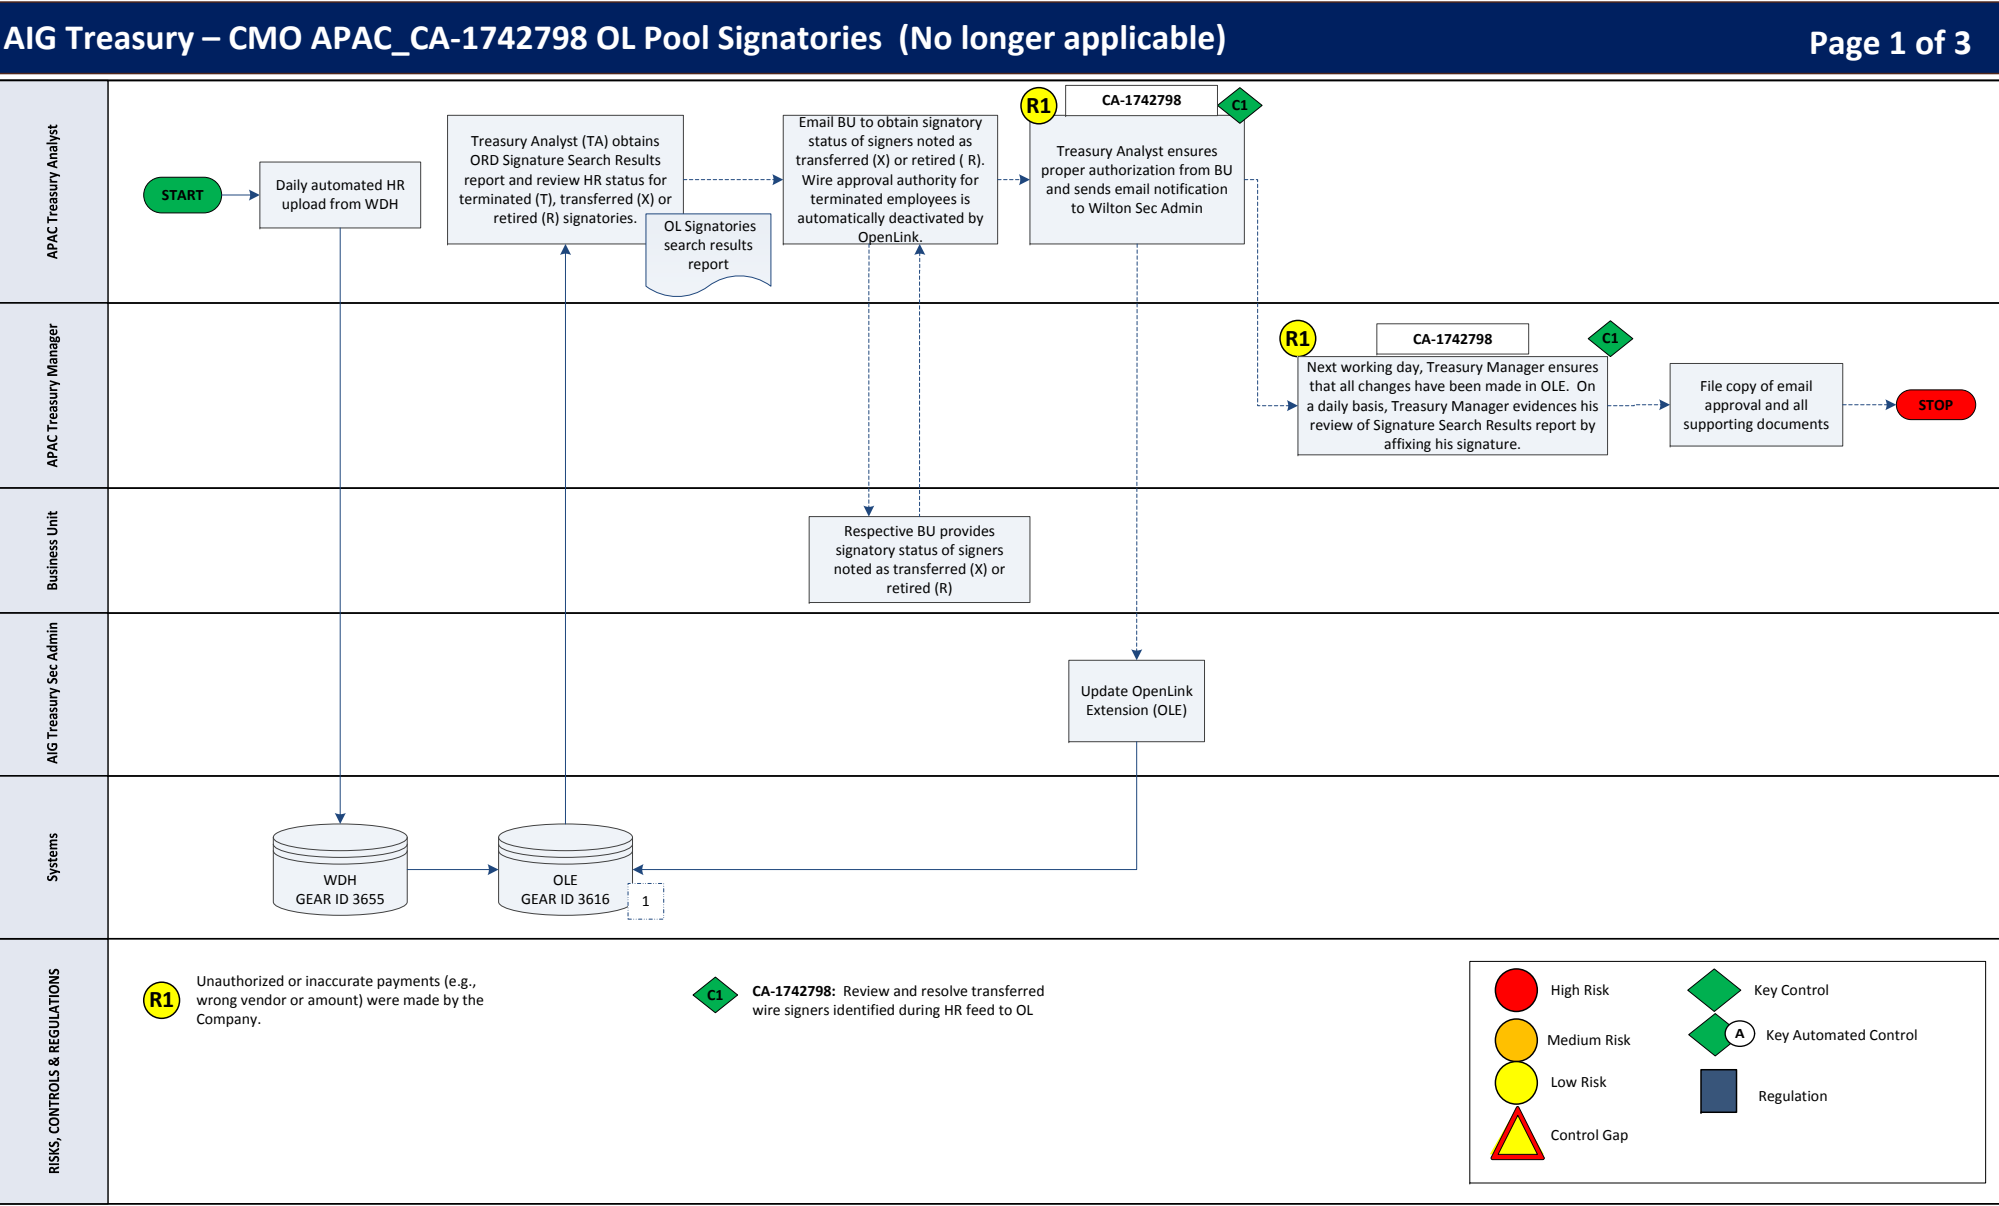 AIG Treasury – CMO APAC_CA-1742798 OL Pool Signatories  (No longer applicable)
Page 1 of 3
APAC Treasury Analyst
START
Daily automated HR
upload from WDH
Treasury Analyst (TA) obtains
ORD Signature Search Results
report and review HR status for
terminated (T), transferred (X) or
retired (R) signatories.
OL Signatories
search results
report
Email BU to obtain signatory
status of signers noted as
transferred (X) or retired ( R).
Wire approval authority for
terminated employees is
automatically deactivated by
OpenLink.
R1
CA-1742798
C1
Treasury Analyst ensures
proper authorization from BU
and sends email notification
to Wilton Sec Admin
APAC Treasury Manager
R1
CA-1742798
C1
Next working day, Treasury Manager ensures
that all changes have been made in OLE.  On
a daily basis, Treasury Manager evidences his
review of Signature Search Results report by
affixing his signature.
File copy of email
approval and all
supporting documents
STOP
Business Unit
Respective BU provides
signatory status of signers
noted as transferred (X) or
retired (R)
AIG Treasury Sec Admin
Update OpenLink
Extension (OLE)
Systems
WDH
GEAR ID 3655
OLE
GEAR ID 3616
1
RISKS, CONTROLS & REGULATIONS
R1
Unauthorized or inaccurate payments (e.g.,
wrong vendor or amount) were made by the
Company.
C1
CA-1742798:  Review and resolve transferred
wire signers identified during HR feed to OL
High Risk
Medium Risk
Low Risk
Control Gap
Key Control
A
Key Automated Control
Regulation